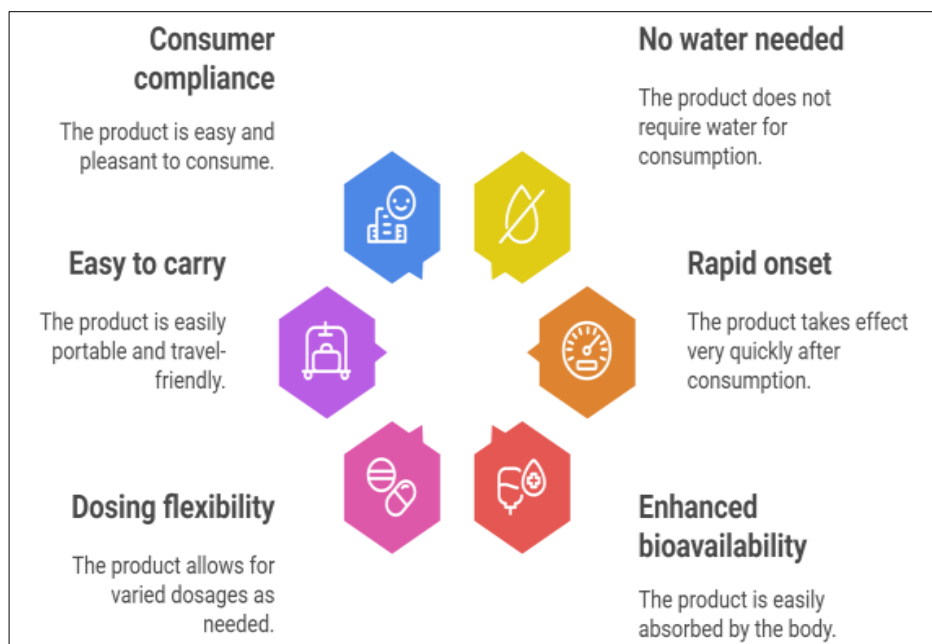 Consumer
compliance
The product is easy and
pleasant to consume.
No water needed
The product does not
require water for
consumption.
Easy to carry
The product is easily
portable and travel-
friendly.
Rapid onset
The product takes effect
very quickly after
consumption.
Dosing flexibility
The product allows for
varied dosages as
needed.
Enhanced
bioavailability
The product is easily
absorbed by the body.